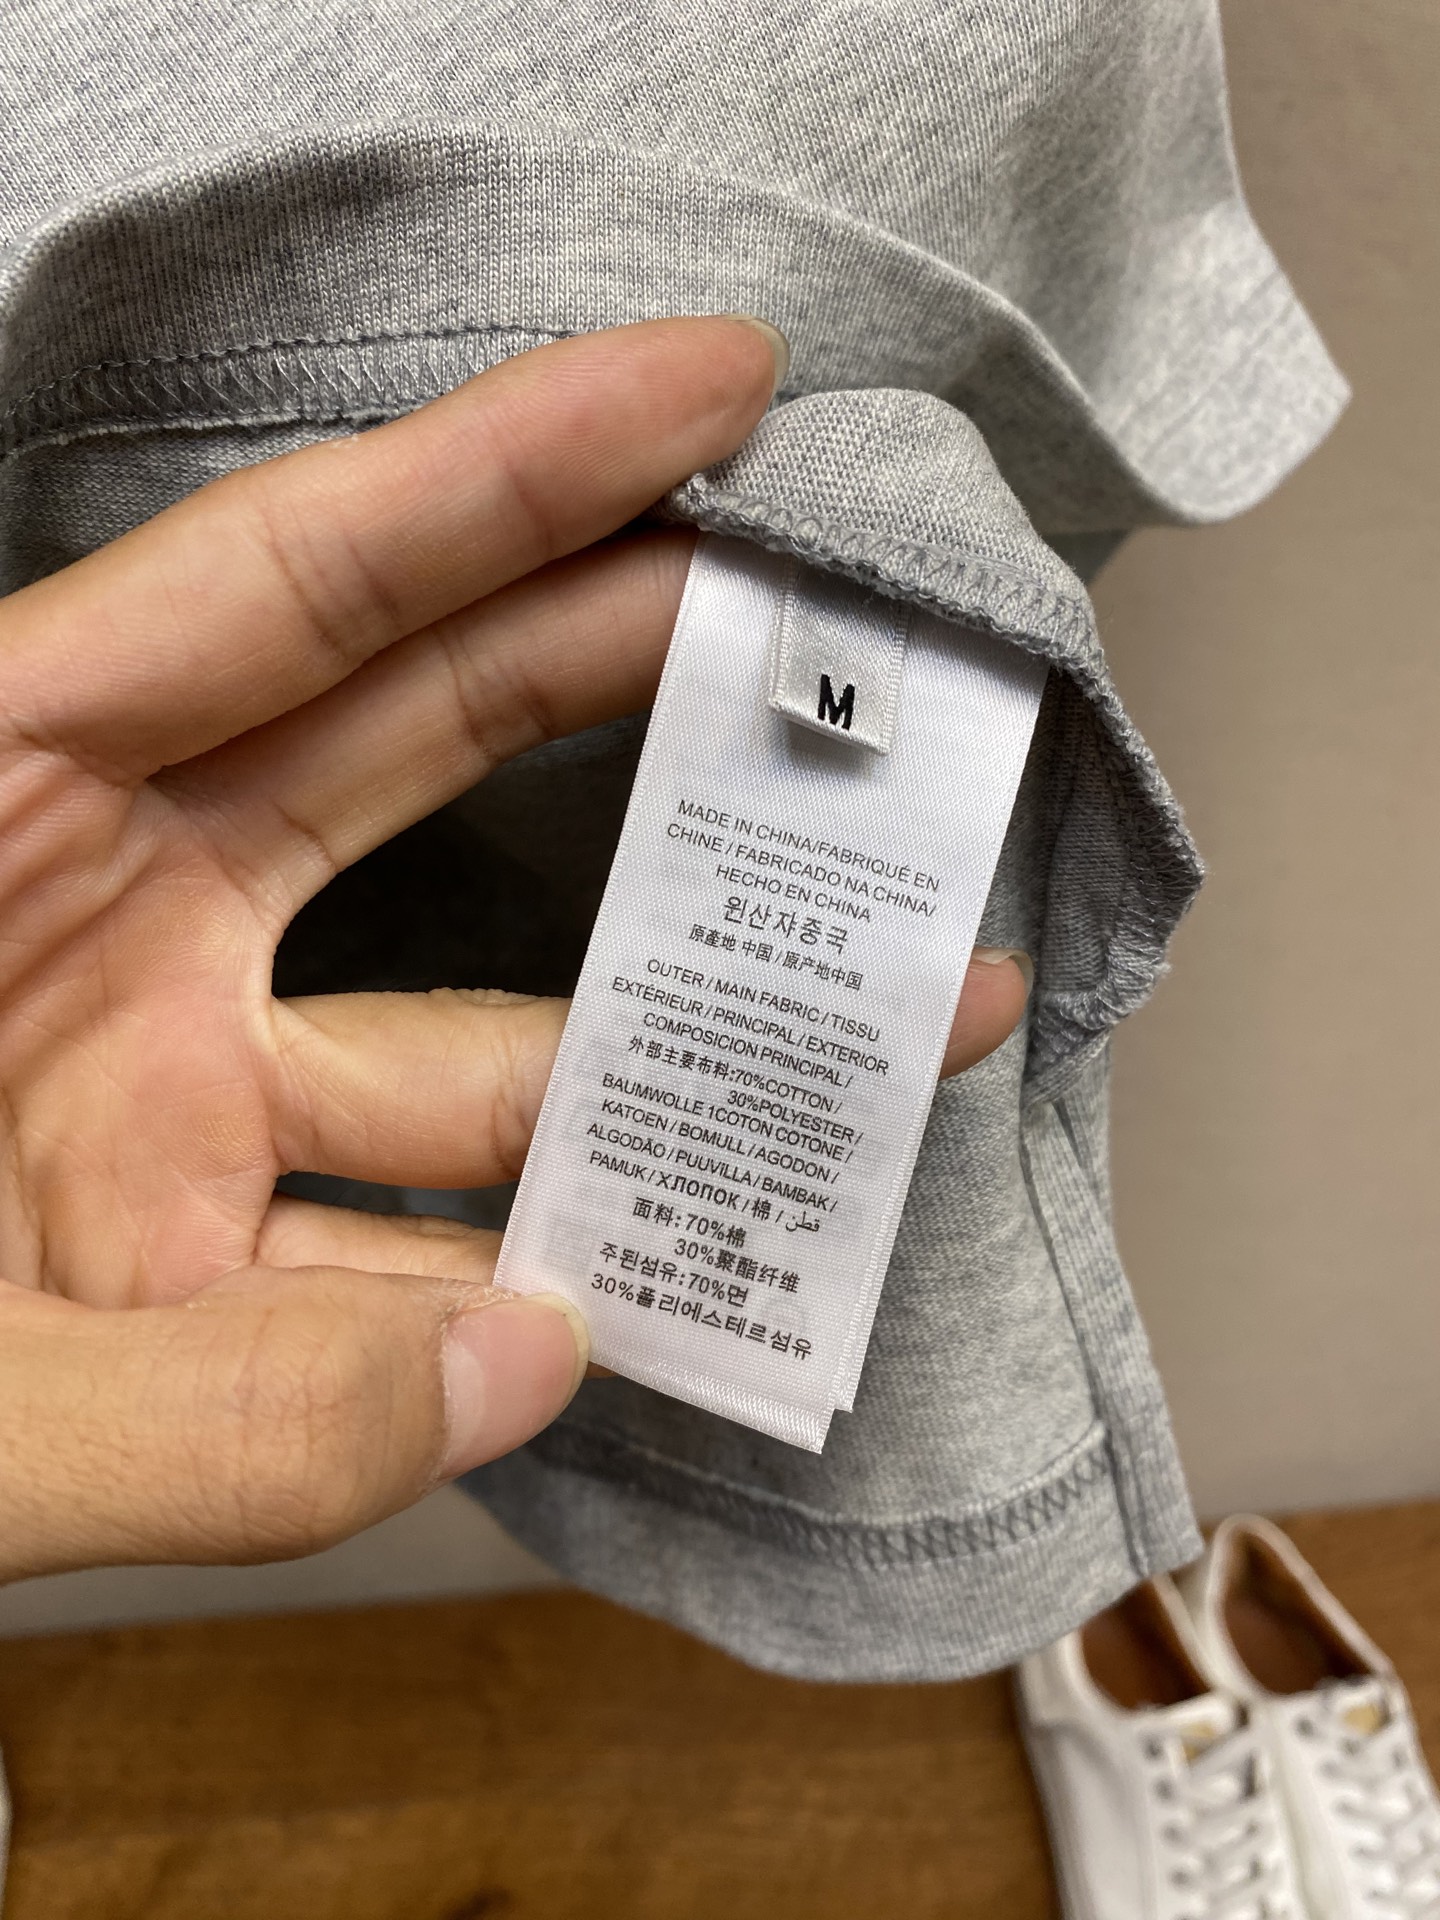 M
MADE IN CHINA/FABRIQUÉ EN
CHINE / FABRICADO NA CHINA/
HECHO EN CHINA
원산쟈중국
原產地 中国 / 原产地中国
OUTER / MAIN FABRIC / TISSU
EXTÉRIEUR / PRINCIPAL / EXTERIOR
COMPOSICION PRINCIPAL /
外部主要布料:70%COTTON /
30%POLYESTER /
BAUMWOLLE 1COTON COTONE /
KATOEN / BOMULL / AGODON /
ALGODÃO / PUUVILLA / BAMBAK /
PAMUK / ХЛОПОК / 棉 / قطن
面料: 70%棉
30%聚酯纤维
주된섬유:70%면
30%폴리에스테르섬유